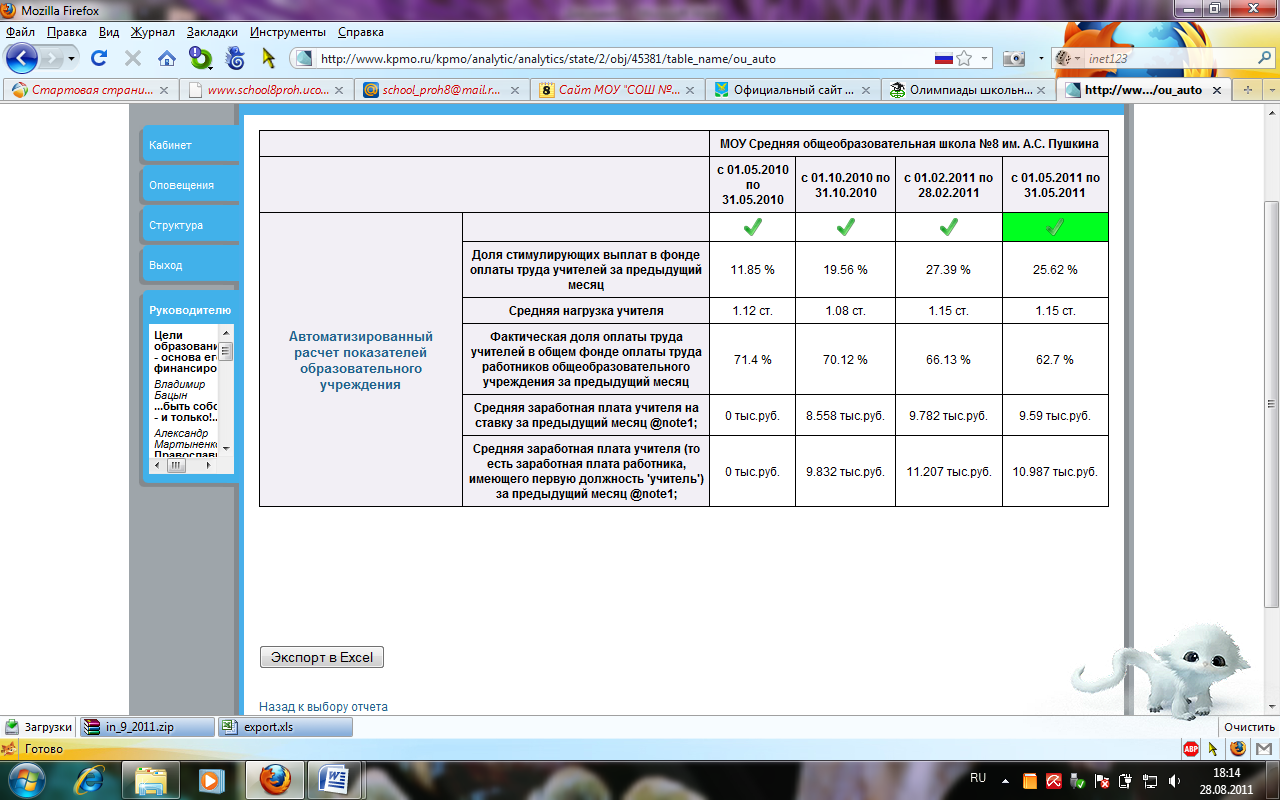 Mozilla Firefox
Файл Правка Вид Журнал Закладки Инструменты Справка
http://www.kpmo.ru/kpmo/analytic/analytics/state/2/obj/45381/table_name/ou_auto
inet123
Стартовая страни...
www.school8proh.uco...
school_proh8@mail.r...
Сайт МОУ "СОШ №...
Официальный сайт ...
Олимпиады школьн...
http://ww.../ou_auto
Кабинет
Оповещения
Структура
Выход
Руководителю
Цели
образовани
- основа ег
финансиро
Владимир
Бацын
...быть собо
- и только!..
Александр
Мартыненко
Православи
МОУ Средняя общеобразовательная школа №8 им. А.С. Пушкина
с 01.05.2010
по
31.05.2010
с 01.10.2010 по
31.10.2010
с 01.02.2011 по
28.02.2011
с 01.05.2011 по
31.05.2011
Автоматизированный
расчет показателей
образовательного
учреждения
Доля стимулирующих выплат в фонде
оплаты труда учителей за предыдущий
месяц
11.85 % 19.56 % 27.39 % 25.62 %
Средняя нагрузка учителя
1.12 ст. 1.08 ст. 1.15 ст. 1.15 ст.
Фактическая доля оплаты труда
учителей в общем фонде оплаты труда
работников общеобразовательного
учреждения за предыдущий месяц
71.4 % 70.12 % 66.13 % 62.7 %
Средняя заработная плата учителя на
ставку за предыдущий месяц @note1;
0 тыс.руб. 8.558 тыс.руб. 9.782 тыс.руб. 9.59 тыс.руб.
Средняя заработная плата учителя (то
есть заработная плата работника,
имеющего первую должность 'учитель')
за предыдущий месяц @note1;
0 тыс.руб. 9.832 тыс.руб. 11.207 тыс.руб. 10.987 тыс.руб.
Экспорт в Excel
Назад к выбору отчета
Загрузки in_9_2011.zip export.xls Очистить
Готово
ABP
RU
18:14
28.08.2011